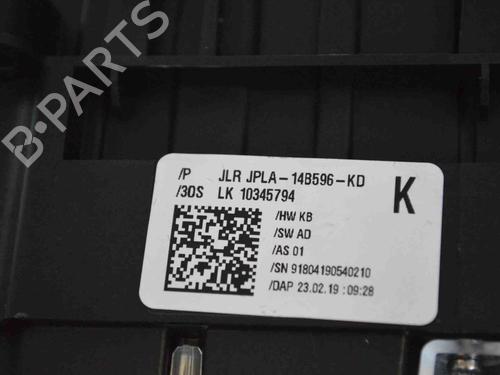 B-PARTS
/P JLR JPLA-14B596-KD K
/3OS LK 10345794
/HW KB
/SW AD
/AS 01
/SN 91804190540210
/DAP 23.02.19 :09:28